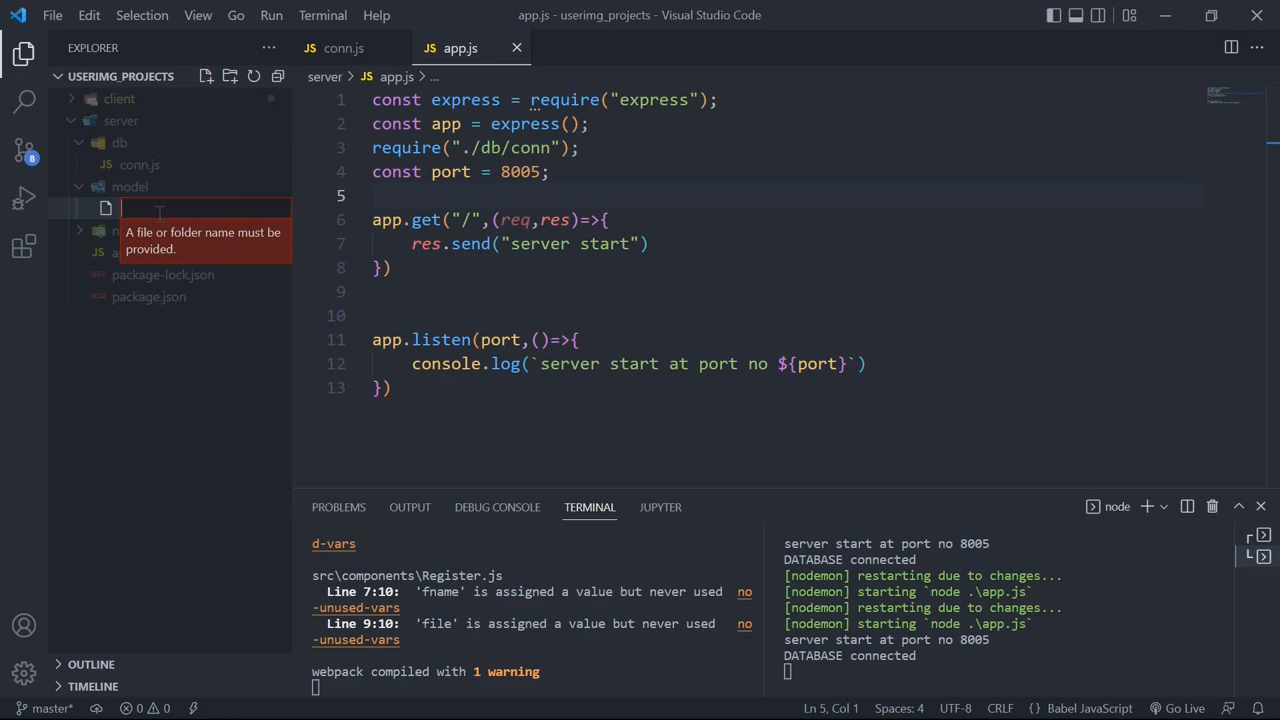 File Edit Selection View Go Run Terminal Help app.js - userimg_projects - Visual Studio Code
EXPLORER
USERIMG_PROJECTS
client
server
db
JS conn.js
model
A file or folder name must be
provided.
n
JS a
package-lock.json
package.json
OUTLINE
TIMELINE
8
JS conn.js JS app.js
server > JS app.js > ...
1 const express = require("express");
2 const app = express();
3 require("./db/conn");
4 const port = 8005;
5
6 app.get("/",(req,res)=>{
7 res.send("server start")
8 })
9
10
11 app.listen(port,()=>{
12 console.log(`server start at port no ${port}`)
13 })
PROBLEMS OUTPUT DEBUG CONSOLE TERMINAL JUPYTER node
d-vars
src\components\Register.js
Line 7:10: 'fname' is assigned a value but never used no
-unused-vars
Line 9:10: 'file' is assigned a value but never used no
-unused-vars
webpack compiled with 1 warning
server start at port no 8005
DATABASE connected
[nodemon] restarting due to changes...
[nodemon] starting `node .\app.js`
[nodemon] restarting due to changes...
[nodemon] starting `node .\app.js`
server start at port no 8005
DATABASE connected
master* 0 0 Ln 5, Col 1 Spaces: 4 UTF-8 CRLF {} Babel JavaScript Go Live